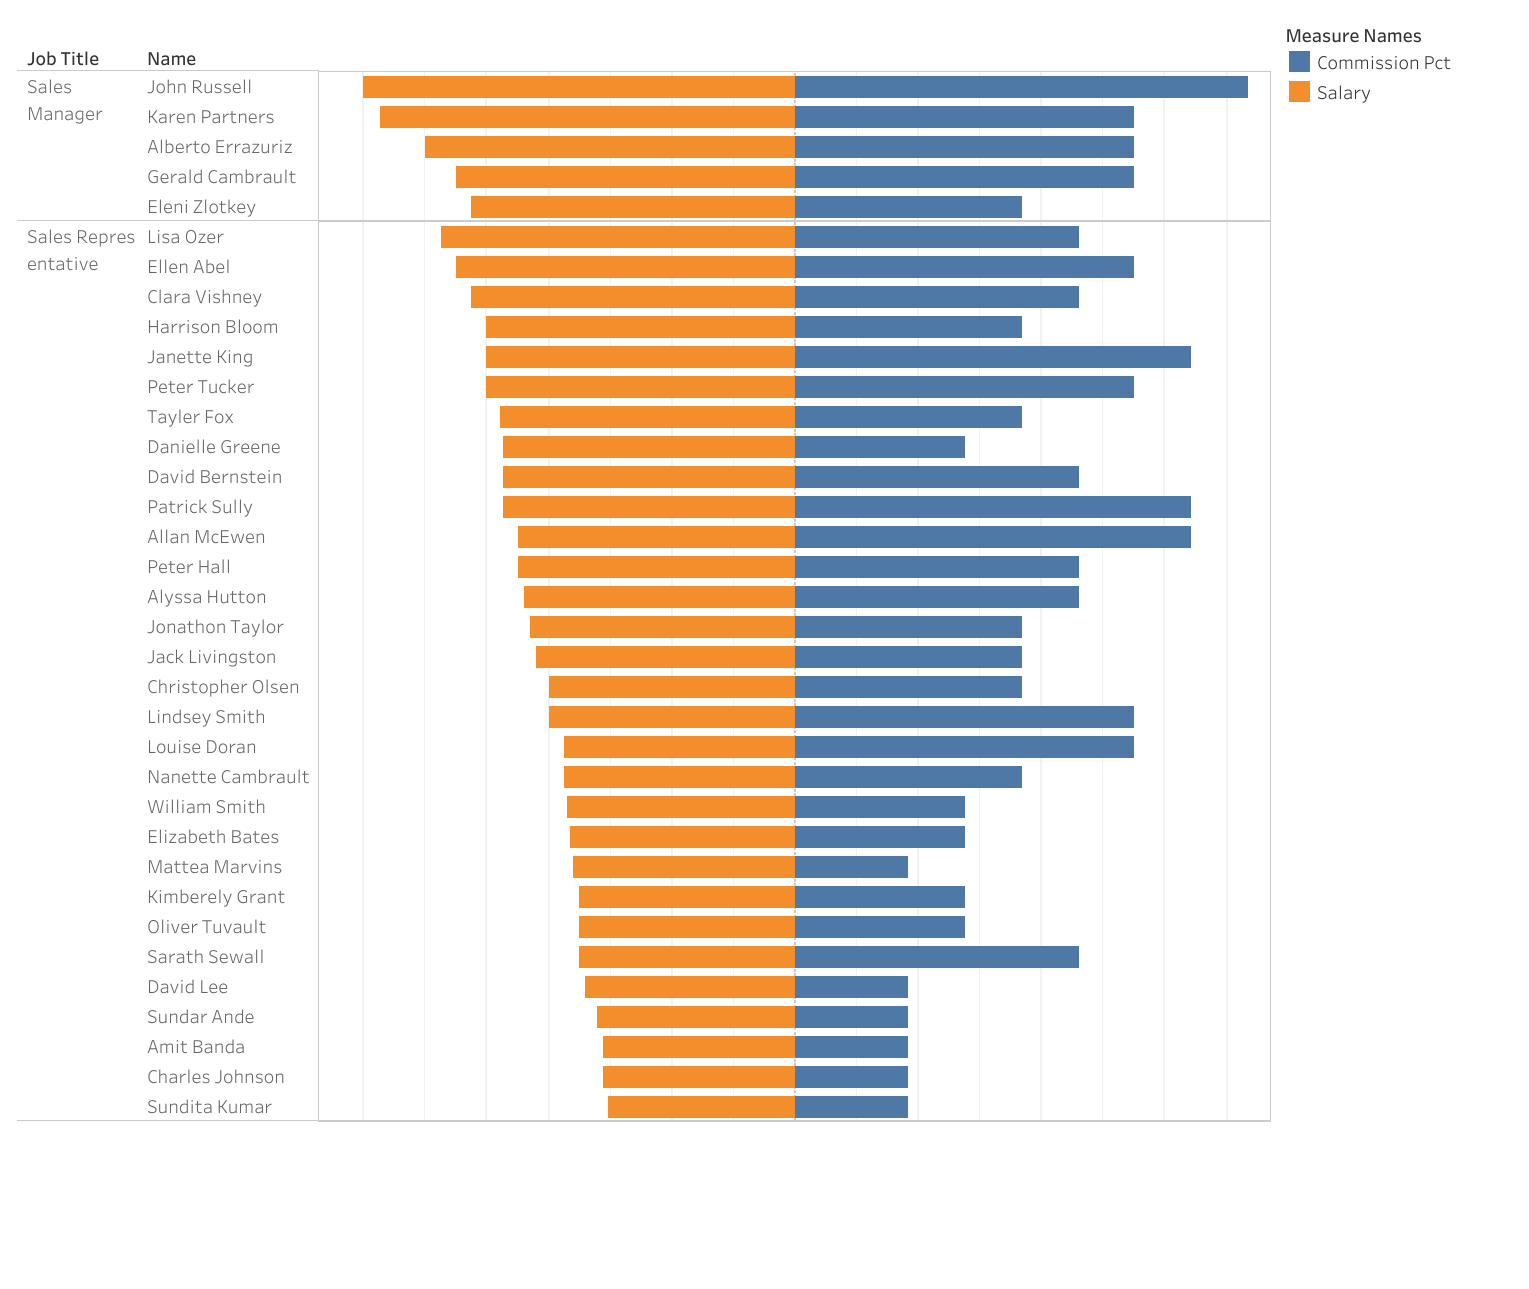 Measure Names
Commission Pct
Salary
Job Title Name
Sales John Russell
Manager Karen Partners
Alberto Errazuriz
Gerald Cambrault
Eleni Zlotkey
Sales Repres Lisa Ozer
entative Ellen Abel
Clara Vishney
Harrison Bloom
Janette King
Peter Tucker
Tayler Fox
Danielle Greene
David Bernstein
Patrick Sully
Allan McEwen
Peter Hall
Alyssa Hutton
Jonathon Taylor
Jack Livingston
Christopher Olsen
Lindsey Smith
Louise Doran
Nanette Cambrault
William Smith
Elizabeth Bates
Mattea Marvins
Kimberely Grant
Oliver Tuvault
Sarath Sewall
David Lee
Sundar Ande
Amit Banda
Charles Johnson
Sundita Kumar